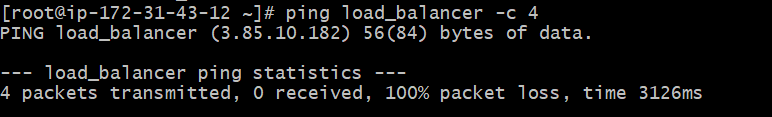 [root@ip-172-31-43-12 ~]# ping load_balancer -c 4
PING load_balancer (3.85.10.182) 56(84) bytes of data.
--- load_balancer ping statistics ---
4 packets transmitted, 0 received, 100% packet loss, time 3126ms